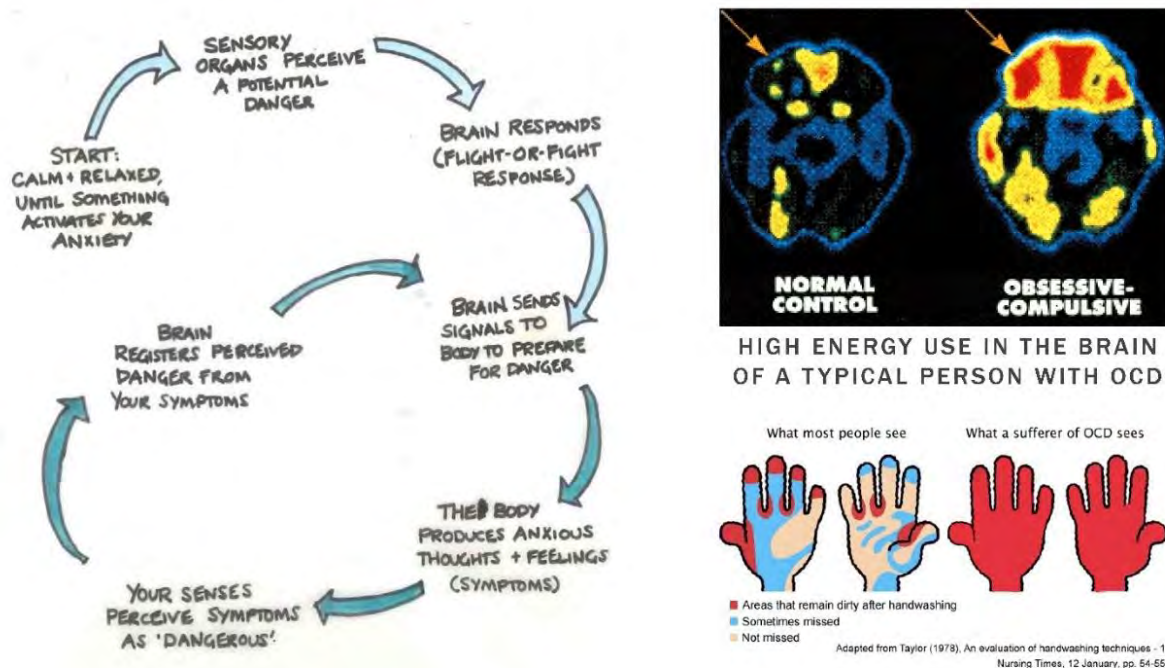 START:
CALM + RELAXED,
UNTIL SOMETHING
ACTIVATES YOUR
ANXIETY
SENSORY
ORGANS PERCEIVE
A POTENTIAL
DANGER
BRAIN RESPONDS
(FLIGHT-OR-FIGHT
RESPONSE)
BRAIN SENDS
SIGNALS TO
BODY TO PREPARE
FOR DANGER
THE BODY
PRODUCES ANXIOUS
THOUGHTS + FEELINGS
(SYMPTOMS)
YOUR SENSES
PERCEIVE SYMPTOMS
AS 'DANGEROUS'.
BRAIN
REGISTERS PERCEIVED
DANGER FROM
YOUR SYMPTOMS
NORMAL
CONTROL
OBSESSIVE-
COMPULSIVE
HIGH ENERGY USE IN THE BRAIN
OF A TYPICAL PERSON WITH OCD
What most people see
What a sufferer of OCD sees
Areas that remain dirty after handwashing
Sometimes missed
Not missed
Adapted from Taylor (1978), An evaluation of handwashing techniques - 1
Nursing Times, 12 January, pp. 54-55